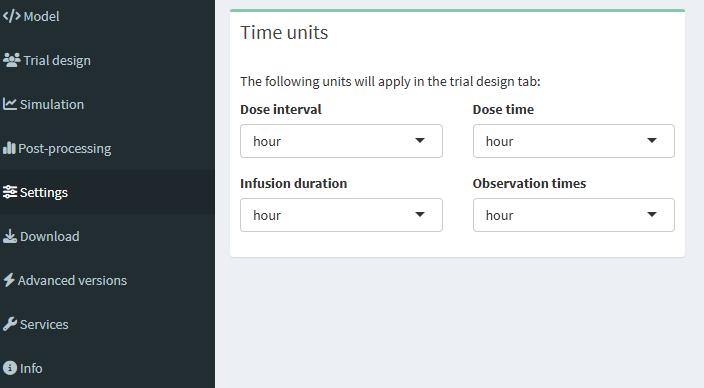 Model
Trial design
Simulation
Post-processing
Settings
Download
Advanced versions
Services
Info
Time units
The following units will apply in the trial design tab:
Dose interval
Dose time
hour
hour
Infusion duration
Observation times
hour
hour